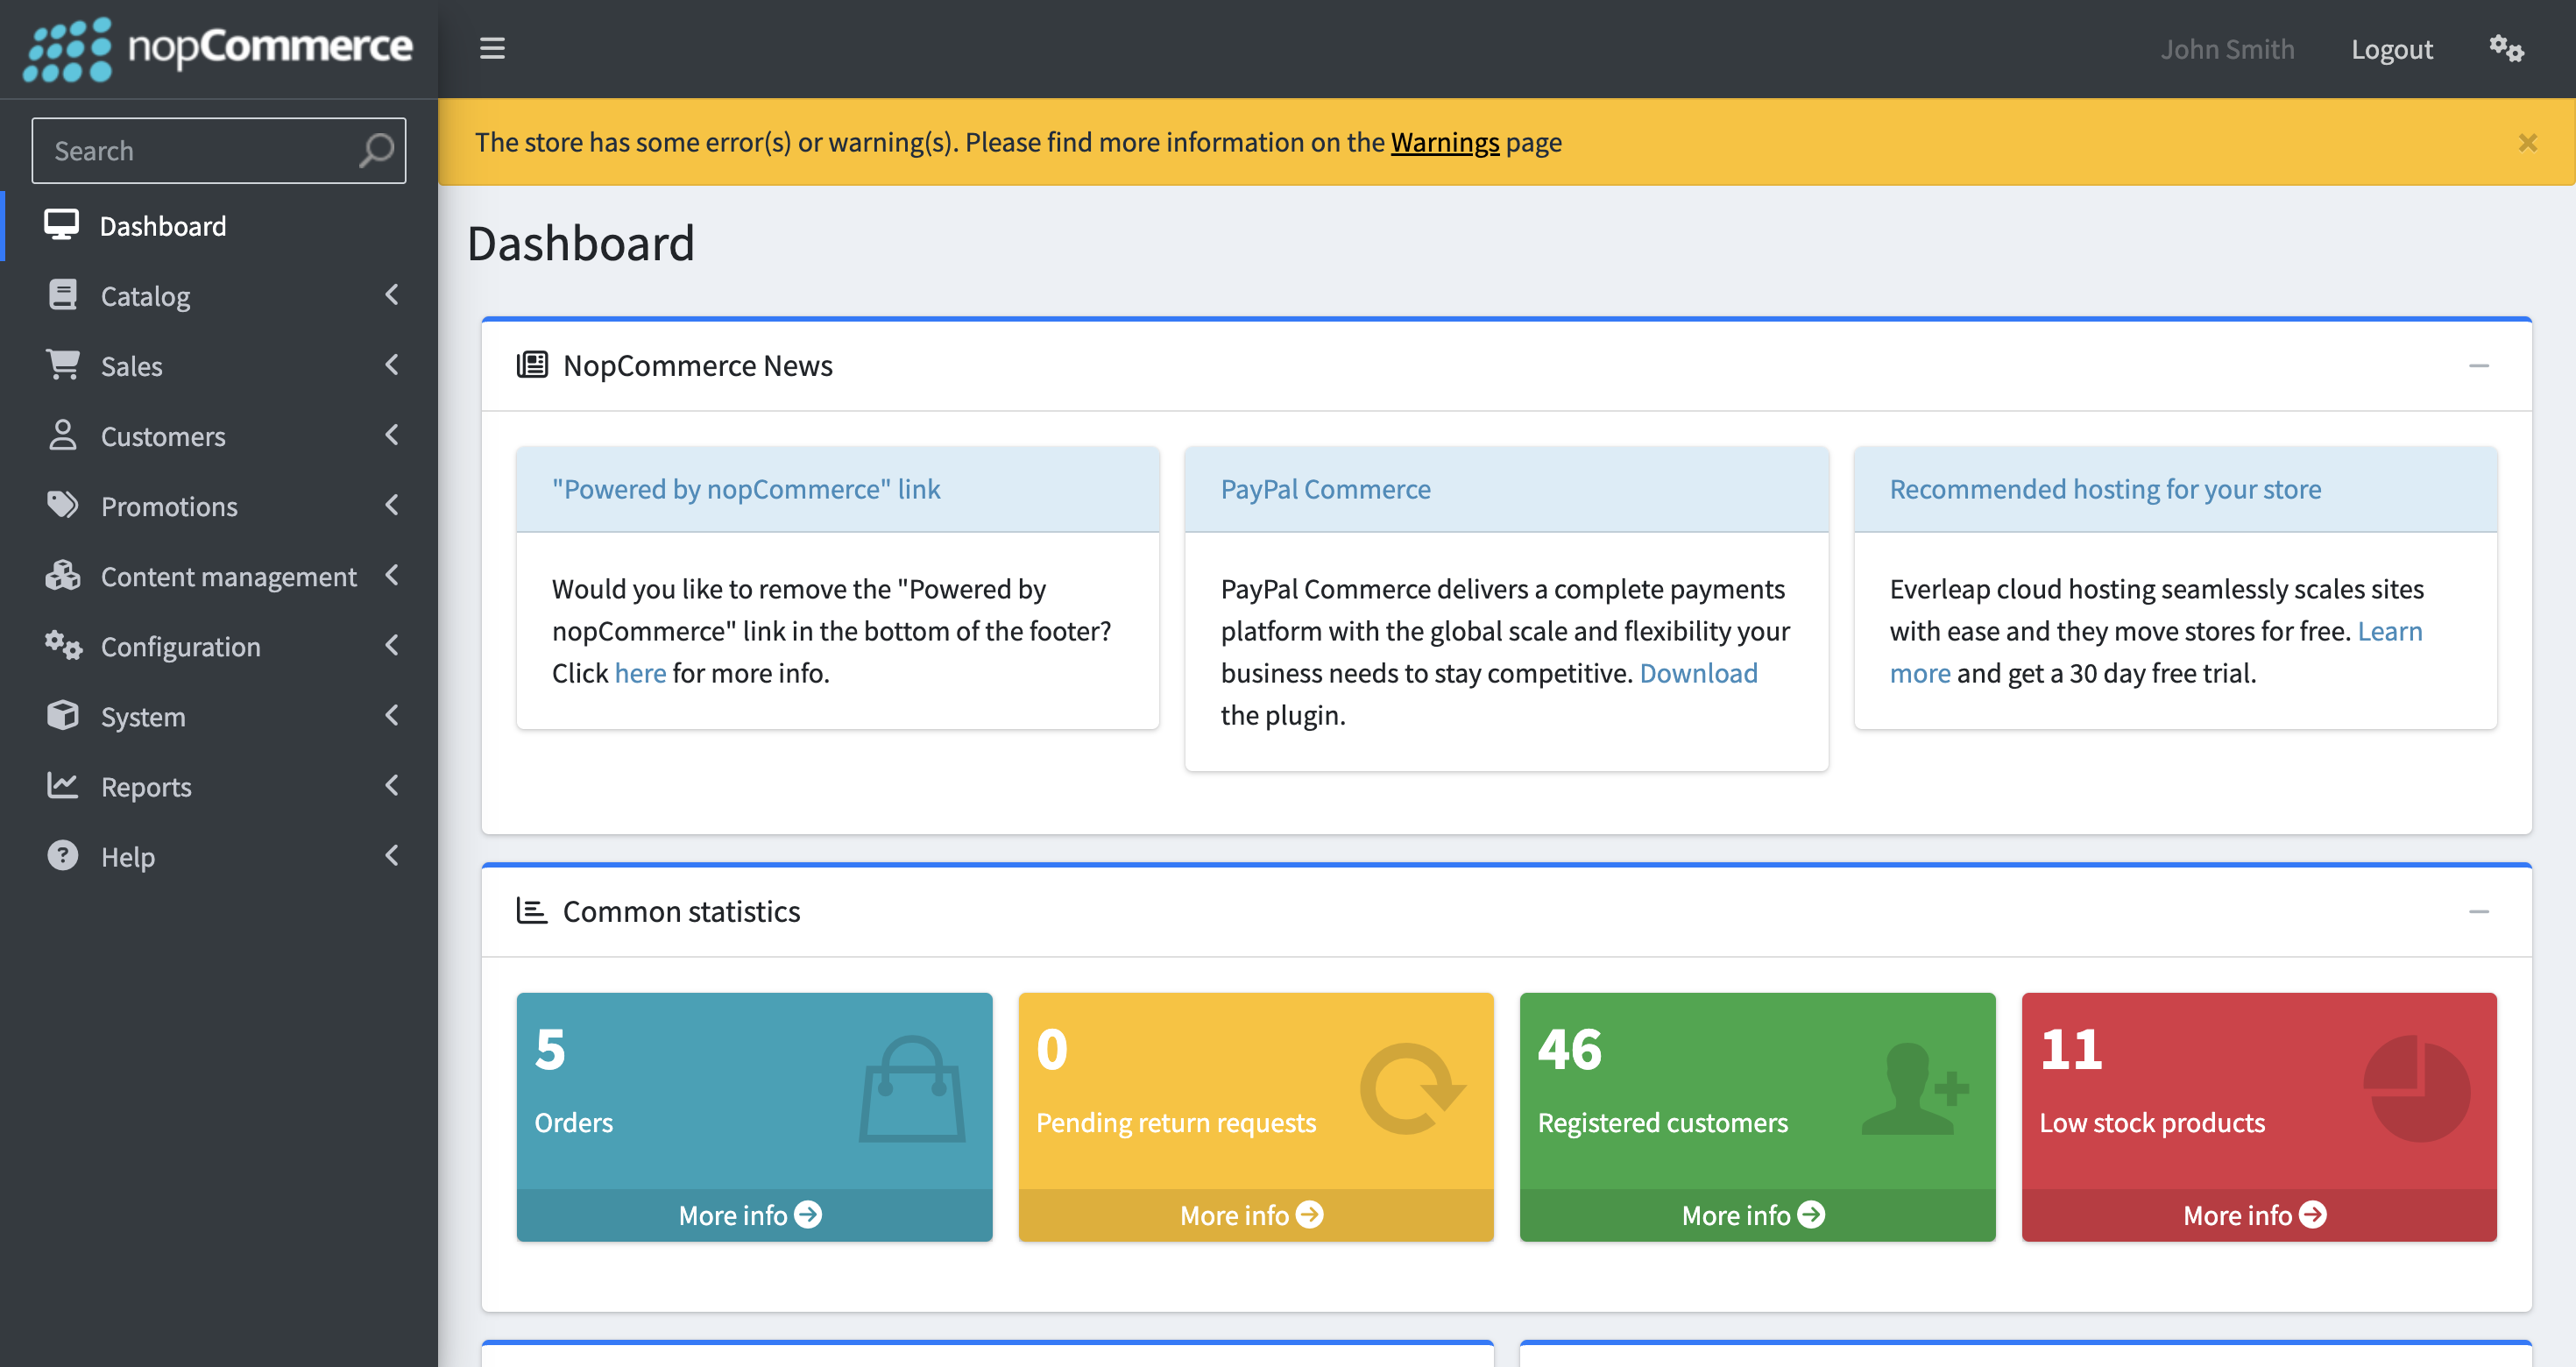 nopCommerce
John Smith
Logout
Search
The store has some error(s) or warning(s). Please find more information on the Warnings page
Dashboard
Catalog
Sales
Customers
Promotions
Content management
Configuration
System
Reports
Help
Dashboard
NopCommerce News
"Powered by nopCommerce" link
Would you like to remove the "Powered by
nopCommerce" link in the bottom of the footer?
Click here for more info.
PayPal Commerce
PayPal Commerce delivers a complete payments
platform with the global scale and flexibility your
business needs to stay competitive. Download
the plugin.
Recommended hosting for your store
Everleap cloud hosting seamlessly scales sites
with ease and they move stores for free. Learn
more and get a 30 day free trial.
Common statistics
5
Orders
More info
0
Pending return requests
More info
46
Registered customers
More info
11
Low stock products
More info